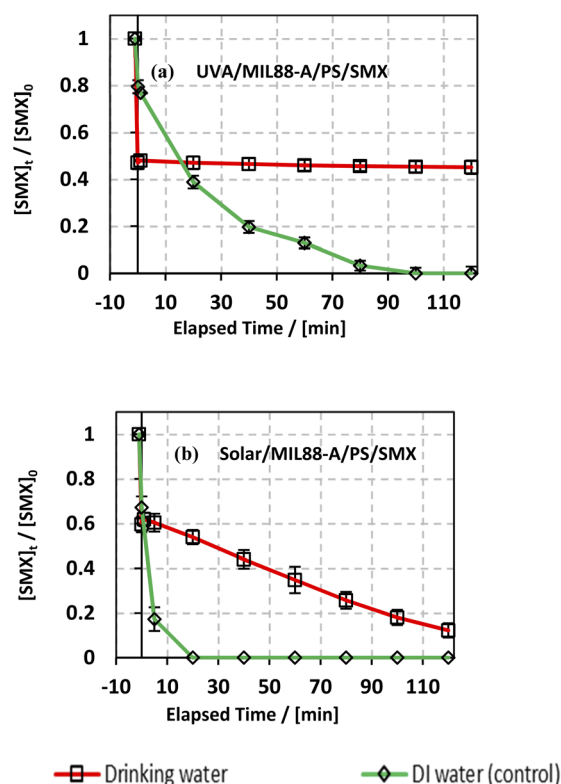 1
(a) UVA/MIL88-A/PS/SMX
0.8
0.6
0.4
0.2
0
[SMX]t / [SMX]0
-10 10 30 50 70 90 110
Elapsed Time / [min]
1
(b) Solar/MIL88-A/PS/SMX
0.8
0.6
0.4
0.2
0
[SMX]t / [SMX]0
-10 10 30 50 70 90 110
Elapsed Time / [min]
Drinking water DI water (control)